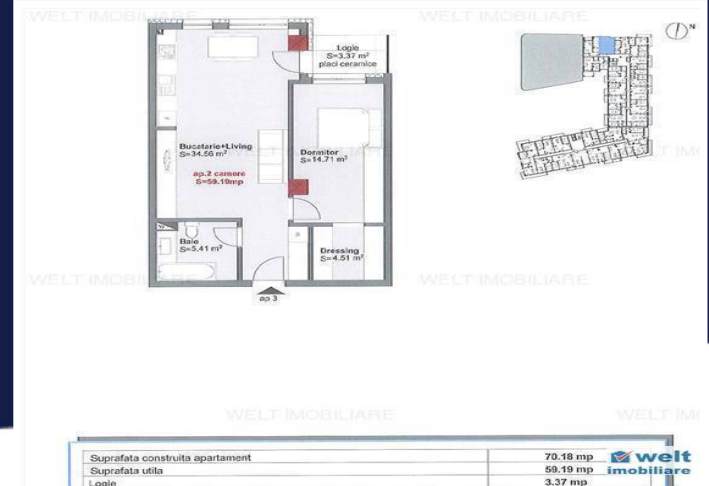 WELT IMOBILIARE
WELT IMOBILIARE
N
Logie
S=3.37 m²
placi ceramice
Bucatarie+Living
S=34.56 m²
Dormitor
S=14.71 m²
ap.2 camere
S=59.19mp
Baie
S=5.41 m²
Dressing
S=4.51 m²
WELT IMOBILIARE
WELT IMOBILIARE
ap 3
WELT IMOBILIARE
WELT IM
Suprafata construita apartament 70.18 mp
Suprafata utila 59.19 mp
Logie 3.37 mp
welt
imobiliare